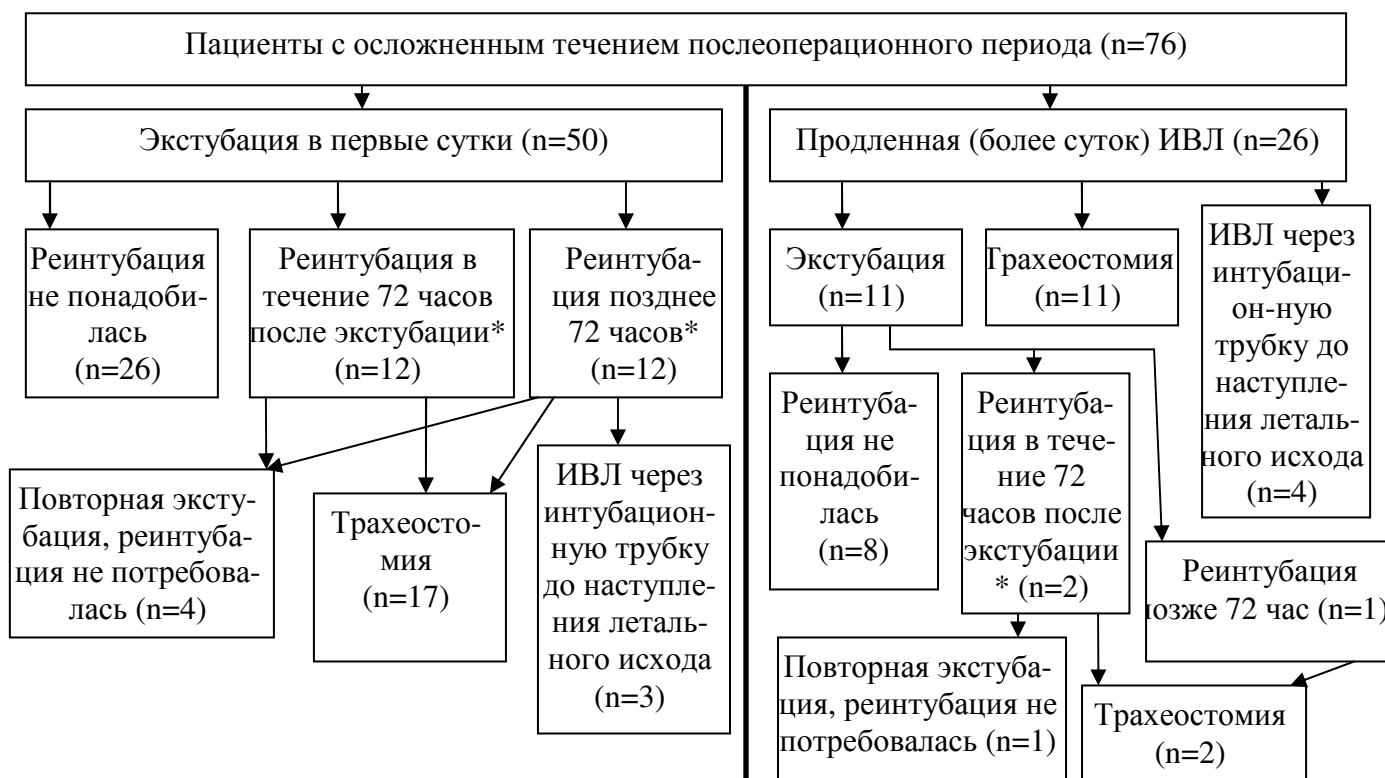 Пациенты с осложненным течением послеоперационного периода (n=76)
Экстубация в первые сутки (n=50)
Продленная (более суток) ИВЛ (n=26)
Реинтубация
не понадоби-
лась
(n=26)
Реинтубация в
течение 72 часов
после экстубации*
(n=12)
Реинтуба-
ция позднее
72 часов*
(n=12)
Повторная эксту-
бация, реинтуба-
ция не потребова-
лась (n=4)
Трахеосто-
мия
(n=17)
ИВЛ через
интубацион-
ную трубку
до наступле-
ния леталь-
ного исхода
(n=3)
Экстубация
(n=11)
Трахеостомия
(n=11)
ИВЛ через
интубаци-
он-ную
трубку до
наступле-
ния леталь-
ного исхода
(n=4)
Реинтуба-
ция не
понадоби-
лась
(n=8)
Реинтуба-
ция в тече-
ние 72
часов после
экстубации
* (n=2)
Реинтубация
позже 72 час (n=1)
Повторная экстуба-
ция, реинтубация не
потребовалась (n=1)
Трахеостомия
(n=2)